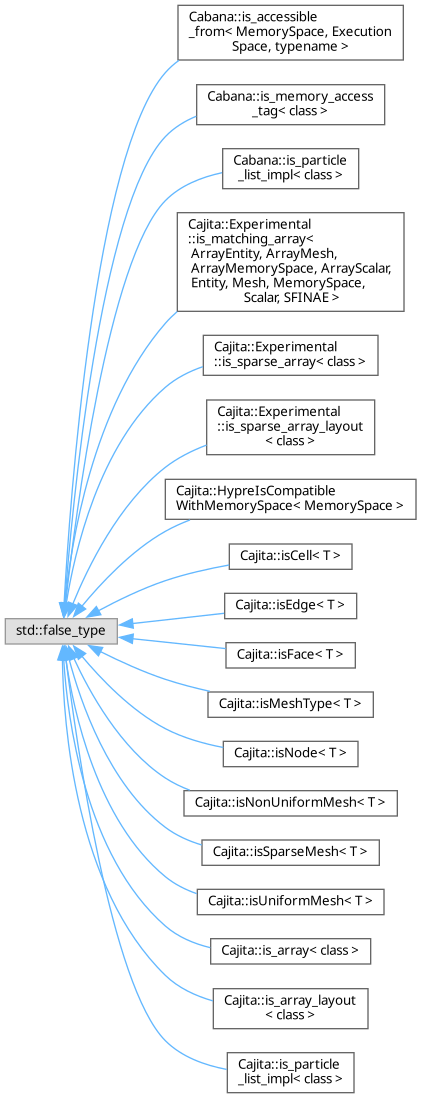 Cabana::is_accessible
_from< MemorySpace, Execution
Space, typename >
Cabana::is_memory_access
_tag< class >
Cabana::is_particle
_list_impl< class >
Cajita::Experimental
::is_matching_array<
ArrayEntity, ArrayMesh,
ArrayMemorySpace, ArrayScalar,
Entity, Mesh, MemorySpace,
Scalar, SFINAE >
Cajita::Experimental
::is_sparse_array< class >
Cajita::Experimental
::is_sparse_array_layout
< class >
Cajita::HypreIsCompatible
WithMemorySpace< MemorySpace >
Cajita::isCell< T >
Cajita::isEdge< T >
std::false_type
Cajita::isFace< T >
Cajita::isMeshType< T >
Cajita::isNode< T >
Cajita::isNonUniformMesh< T >
Cajita::isSparseMesh< T >
Cajita::isUniformMesh< T >
Cajita::is_array< class >
Cajita::is_array_layout
< class >
Cajita::is_particle
_list_impl< class >